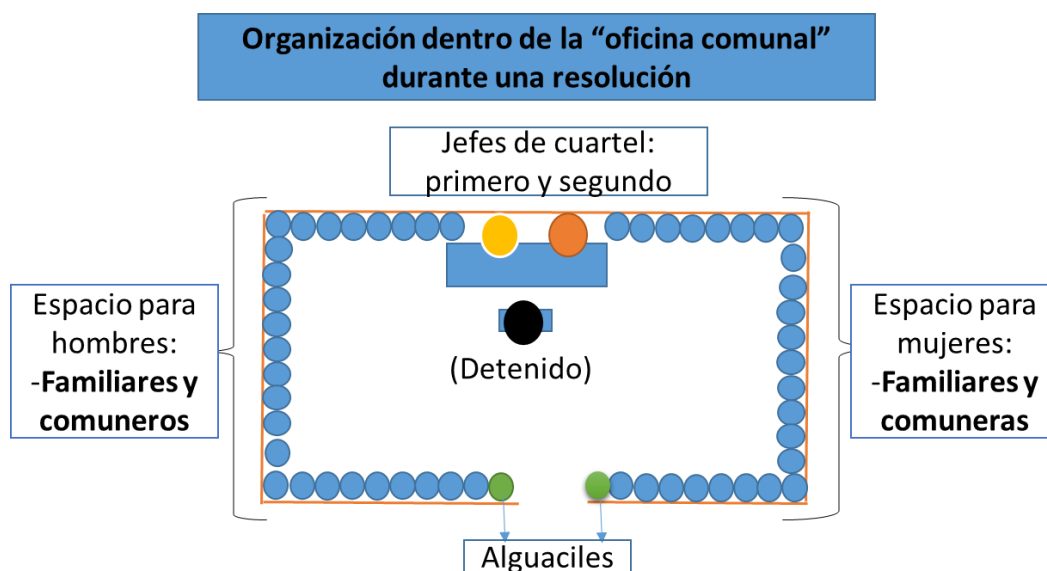 Organización dentro de la “oficina comunal”
durante una resolución
Jefes de cuartel:
primero y segundo
Espacio para
hombres:
-Familiares y
comuneros
(Detenido)
Espacio para
mujeres:
-Familiares y
comuneras
Alguaciles